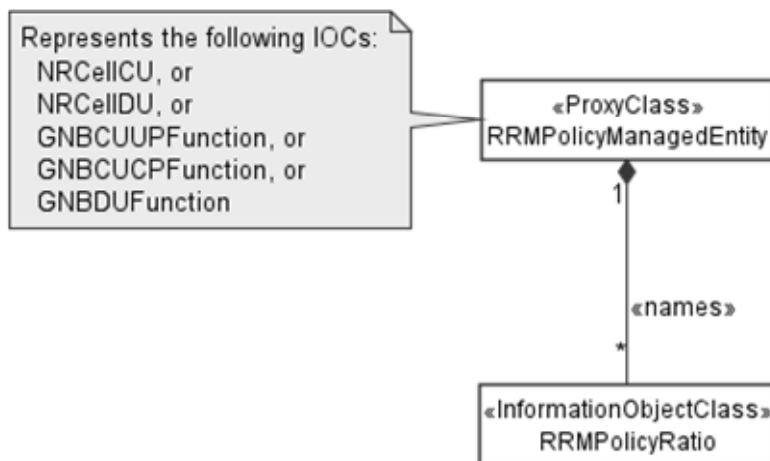 Represents the following IOCs:
NRCellCU, or
NRCellDU, or
GNBCUUPFunction, or
GNBCUCPFunction, or
GNBDUFunction
«ProxyClass»
RRMPolicyManagedEntity
1
«names»
*
«InformationObjectClass»
RRMPolicyRatio